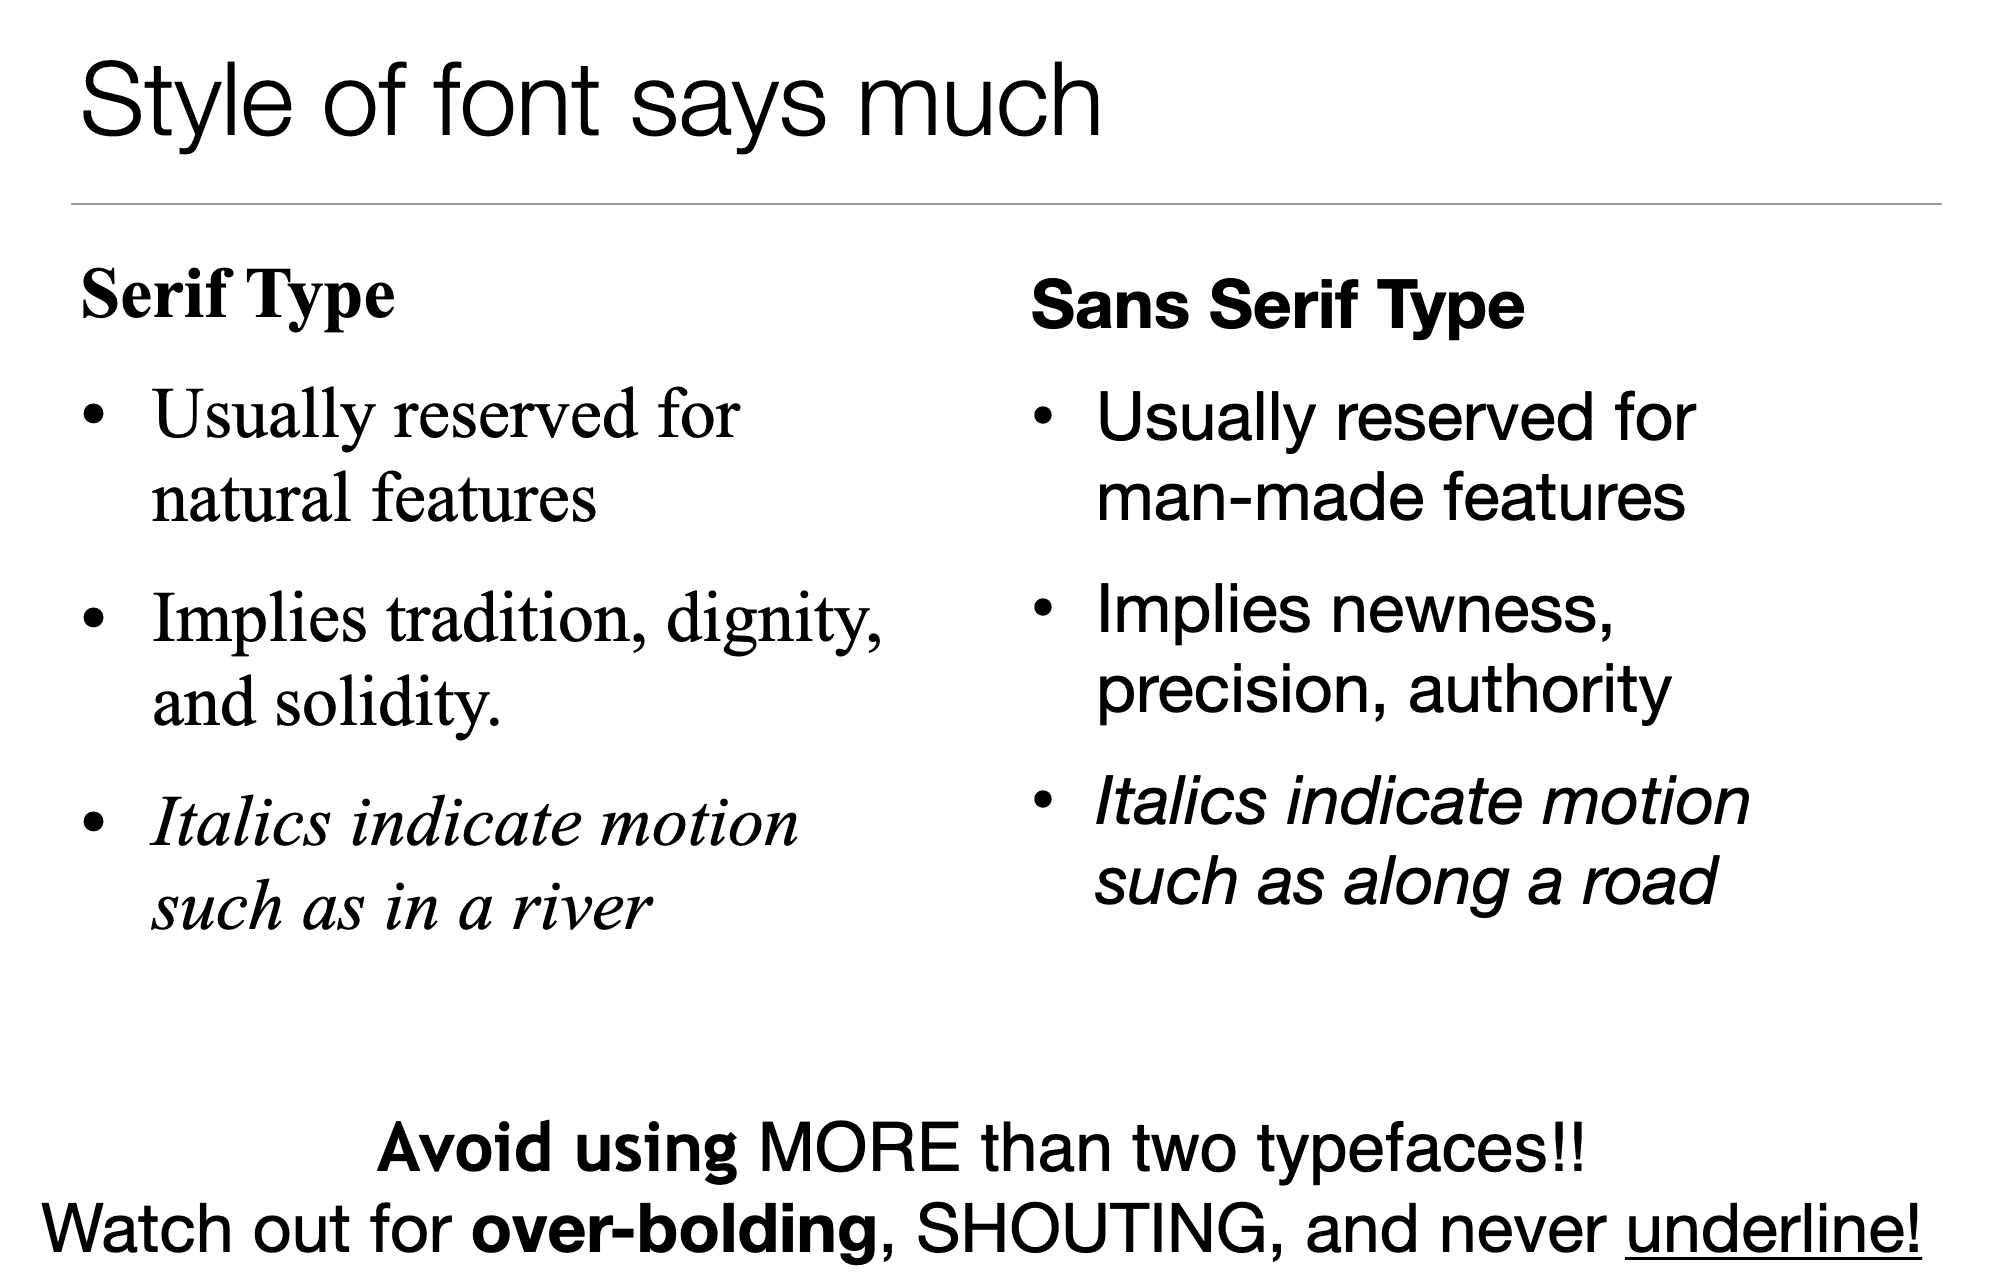 Style of font says much
Serif Type
• Usually reserved for
natural features
• Implies tradition, dignity,
and solidity.
• Italics indicate motion
such as in a river
Sans Serif Type
• Usually reserved for
man-made features
• Implies newness,
precision, authority
• Italics indicate motion
such as along a road
Avoid using MORE than two typefaces!!
Watch out for over-bolding, SHOUTING, and never underline!